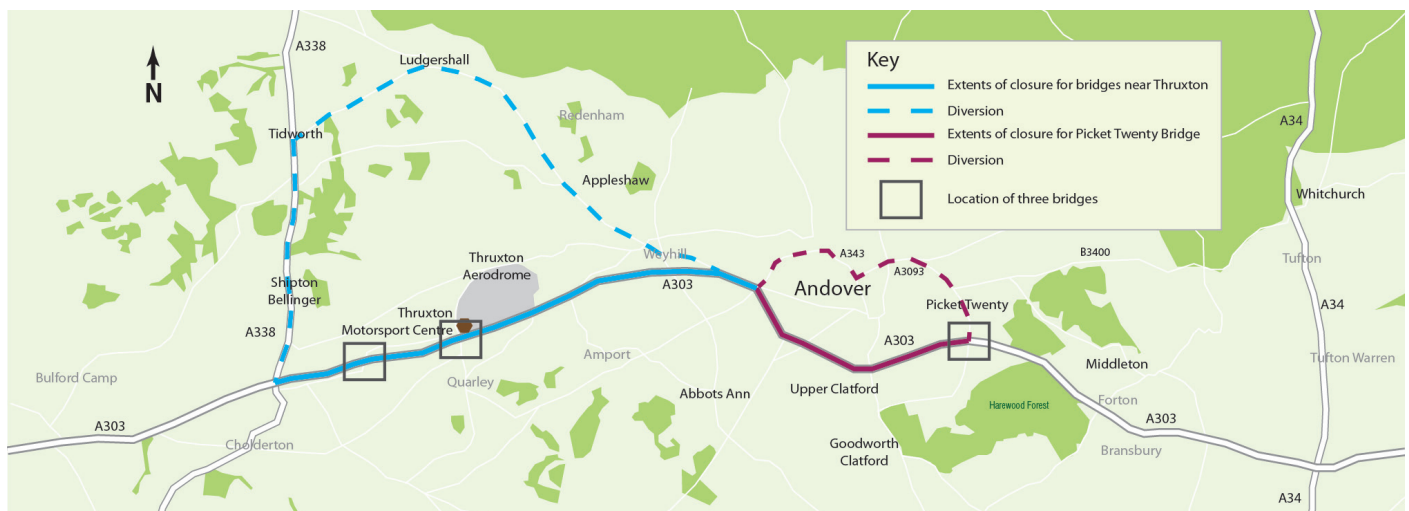 A338
Ludgershall
N
Redenham
Tidworth
Appleshaw
Key
Extents of closure for bridges near Thruxton
Diversion
Extents of closure for Picket Twenty Bridge
Diversion
Location of three bridges
A34
Whitchurch
Tufton
A34
Tufton Warren
Weyhill
Thruxton
Aerodrome
A303
A343
A3093
B3400
Andover
Picket Twenty
Shipton
Bellinger
Thruxton
Motorsport Centre
A338
A303
Amport
Middleton
Bulford Camp
Quarley
Abbots Ann
Upper Clatford
Harewood Forest
Forton
A303
A303
Cholderton
Goodworth
Clatford
Bransbury
A34